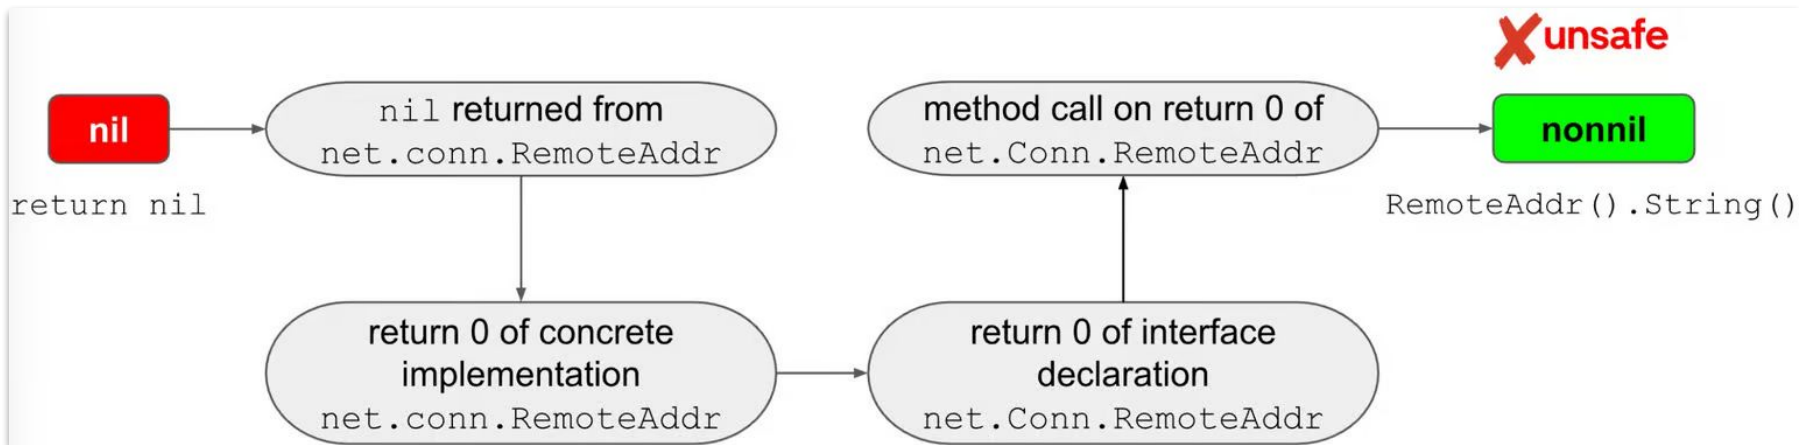 unsafe
nil
nil returned from
net.conn.RemoteAddr
return nil
return 0 of concrete
implementation
net.conn.RemoteAddr
return 0 of interface
declaration
net.Conn.RemoteAddr
method call on return 0 of
net.Conn.RemoteAddr
nonnil
RemoteAddr().String()